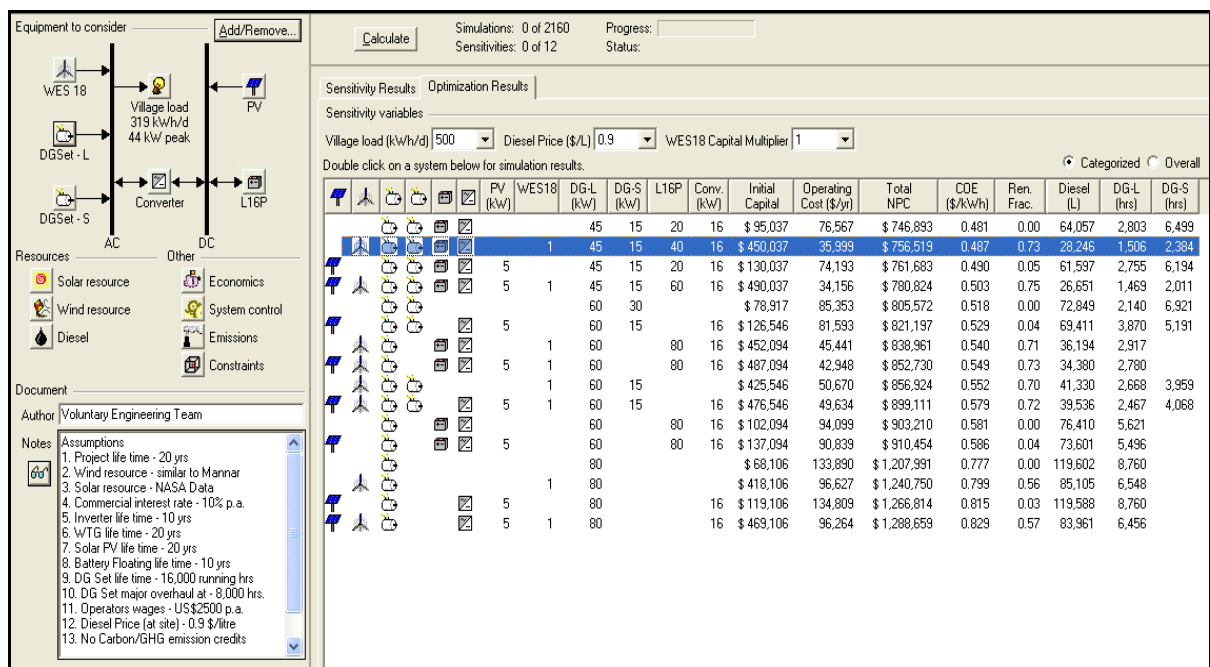 Equipment to consider
Add/Remove...
WES 18
Village load
319 kWh/d
44 kW peak
PV
DGSet - L
Converter
L16P
DGSet - S
AC DC
Resources Other
Solar resource Economics
Wind resource System control
Diesel Emissions
Constraints
Document
Author Voluntary Engineering Team
Notes Assumptions
1. Project life time - 20 yrs
2. Wind resource - similar to Mannar
3. Solar resource - NASA Data
4. Commercial interest rate - 10% p.a.
5. Inverter life time - 10 yrs
6. WTG life time - 20 yrs
7. Solar PV life time - 20 yrs
8. Battery Floating life time - 10 yrs
9. DG Set life time - 16,000 running hrs
10. DG Set major overhaul at - 8,000 hrs.
11. Operators wages - US$2500 p.a.
12. Diesel Price (at site) - 0.9 $/litre
13. No Carbon/GHG emission credits
Calculate
Simulations: 0 of 2160 Progress:
Sensitivities: 0 of 12 Status:
Sensitivity Results Optimization Results
Sensitivity variables
Village load (kWh/d) 500 Diesel Price ($/L) 0.9 WES18 Capital Multiplier 1
Double click on a system below for simulation results. Categorized Overall
PV (kW) WES18 DG-L (kW) DG-S (kW) L16P Conv. (kW) Initial Capital Operating Cost ($/yr) Total NPC COE ($/kWh) Ren. Frac. Diesel (L) DG-L (hrs) DG-S (hrs)
45 15 20 16 $ 95,037 76,567 $ 746,893 0.481 0.00 64,057 2,803 6,499
1 45 15 40 16 $ 450,037 35,999 $ 756,519 0.487 0.73 28,246 1,506 2,384
5 45 15 20 16 $ 130,037 74,193 $ 761,683 0.490 0.05 61,597 2,755 6,194
5 1 45 15 60 16 $ 490,037 34,156 $ 780,824 0.503 0.75 26,651 1,469 2,011
60 30 $ 78,917 85,353 $ 805,572 0.518 0.00 72,849 2,140 6,921
5 60 15 16 $ 126,546 81,593 $ 821,197 0.529 0.04 69,411 3,870 5,191
1 60 80 16 $ 452,094 45,441 $ 838,961 0.540 0.71 36,194 2,917
5 1 60 80 16 $ 487,094 42,948 $ 852,730 0.549 0.73 34,380 2,780
1 60 15 $ 425,546 50,670 $ 856,924 0.552 0.70 41,330 2,668 3,959
5 1 60 15 16 $ 476,546 49,634 $ 899,111 0.579 0.72 39,536 2,467 4,068
60 80 16 $ 102,094 94,099 $ 903,210 0.581 0.00 76,410 5,621
5 60 80 16 $ 137,094 90,839 $ 910,454 0.586 0.04 73,601 5,496
80 $ 68,106 133,890 $ 1,207,991 0.777 0.00 119,602 8,760
1 80 $ 418,106 96,627 $ 1,240,750 0.799 0.56 85,105 6,548
5 80 16 $ 119,106 134,809 $ 1,266,814 0.815 0.03 119,588 8,760
5 1 80 16 $ 469,106 96,264 $ 1,288,659 0.829 0.57 83,961 6,456